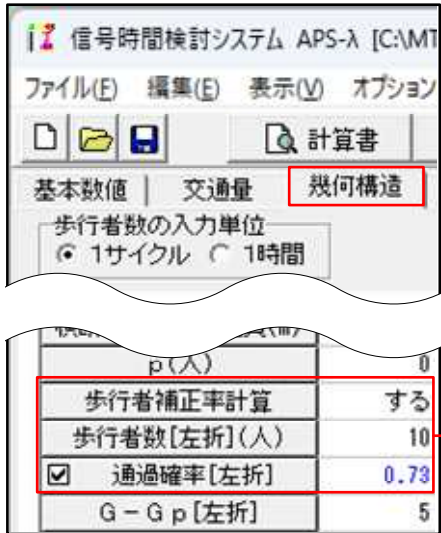 信号時間検討システム APS-λ [C:\MT
ファイル(F) 編集(E) 表示(V) オプション
計算書
基本数値 交通量 幾何構造
歩行者数の入力単位
1サイクル 1時間
p(人) 0
歩行者補正率計算 する
歩行者数[左折](人) 10
通過確率[左折] 0.73
G-Gp[左折] 5